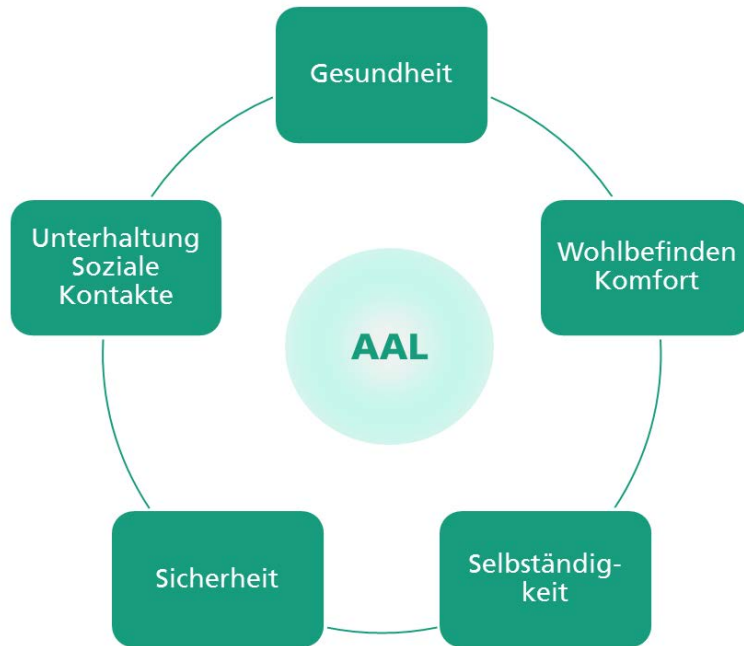 Gesundheit
Wohlbefinden
Komfort
Selbständig-
keit
Sicherheit
Unterhaltung
Soziale
Kontakte
AAL